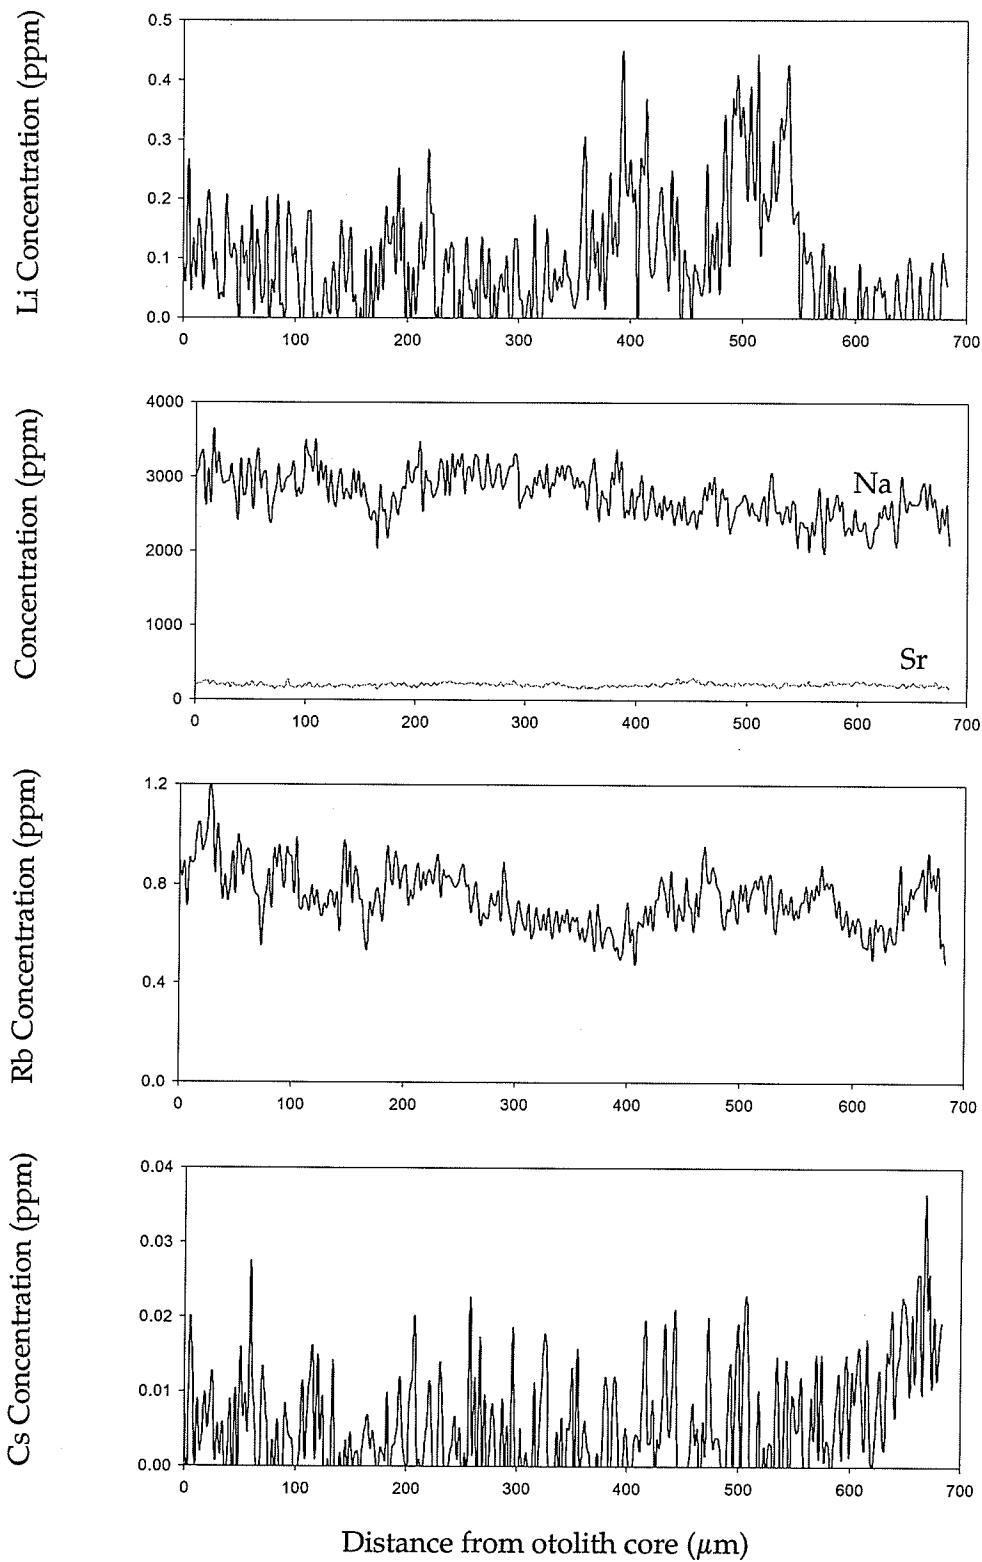 Li Concentration (ppm)
0.5
0.4
0.3
0.2
0.1
0.0
0 100 200 300 400 500 600 700
Concentration (ppm)
4000
3000
2000
1000
0
Na
Sr
0 100 200 300 400 500 600 700
Rb Concentration (ppm)
1.2
0.8
0.4
0.0
0 100 200 300 400 500 600 700
Cs Concentration (ppm)
0.04
0.03
0.02
0.01
0.00
0 100 200 300 400 500 600 700
Distance from otolith core (μm)